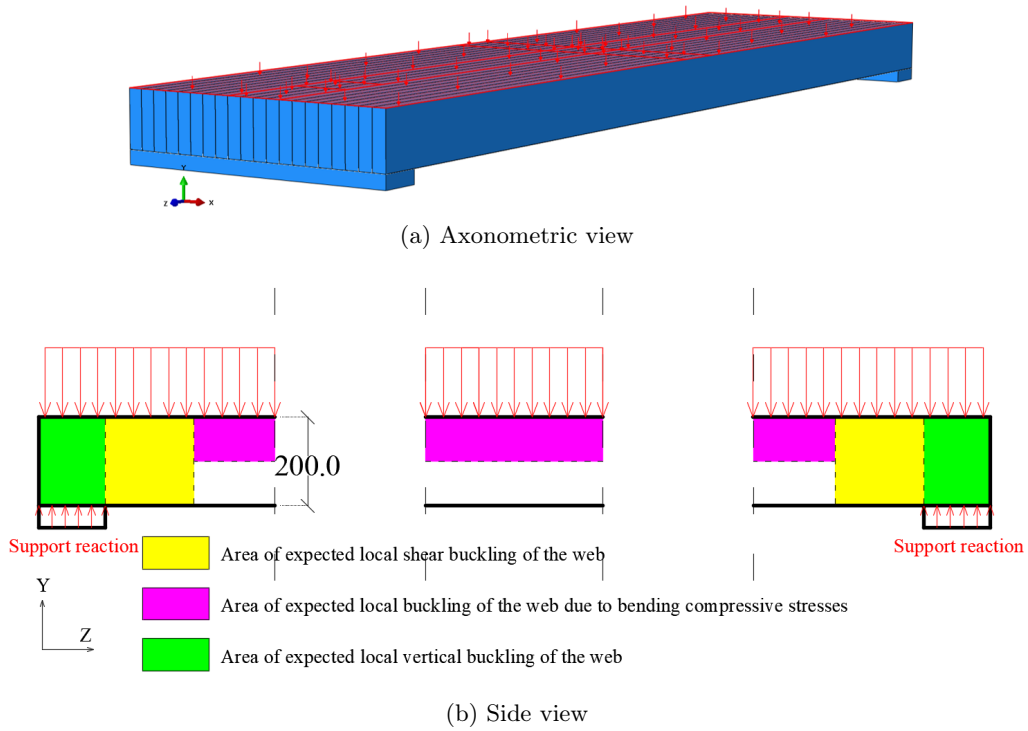 Y
Z
X
(a) Axonometric view
200.0
Support reaction
Support reaction
Area of expected local shear buckling of the web
Y
Area of expected local buckling of the web due to bending compressive stresses
Z
Area of expected local vertical buckling of the web
(b) Side view